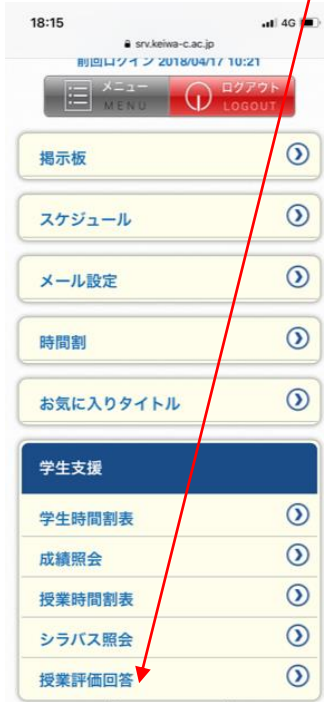 18:15
4G
srv.keiwa-c.ac.jp
前回ログイン 2018/04/17 10:21
メニュー
MENU
ログアウト
LOGOUT
掲示板
スケジュール
メール設定
時間割
お気に入りタイトル
学生支援
学生時間割表
成績照会
授業時間割表
シラバス照会
授業評価回答